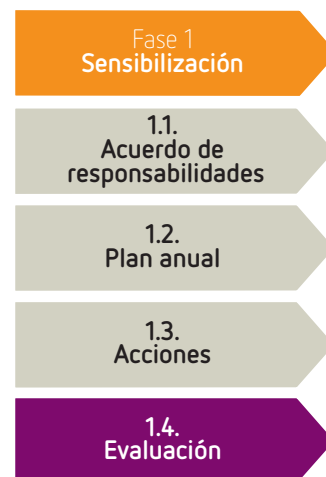 Fase 1
Sensibilización
1.1.
Acuerdo de
responsabilidades
1.2.
Plan anual
1.3.
Acciones
1.4.
Evaluación